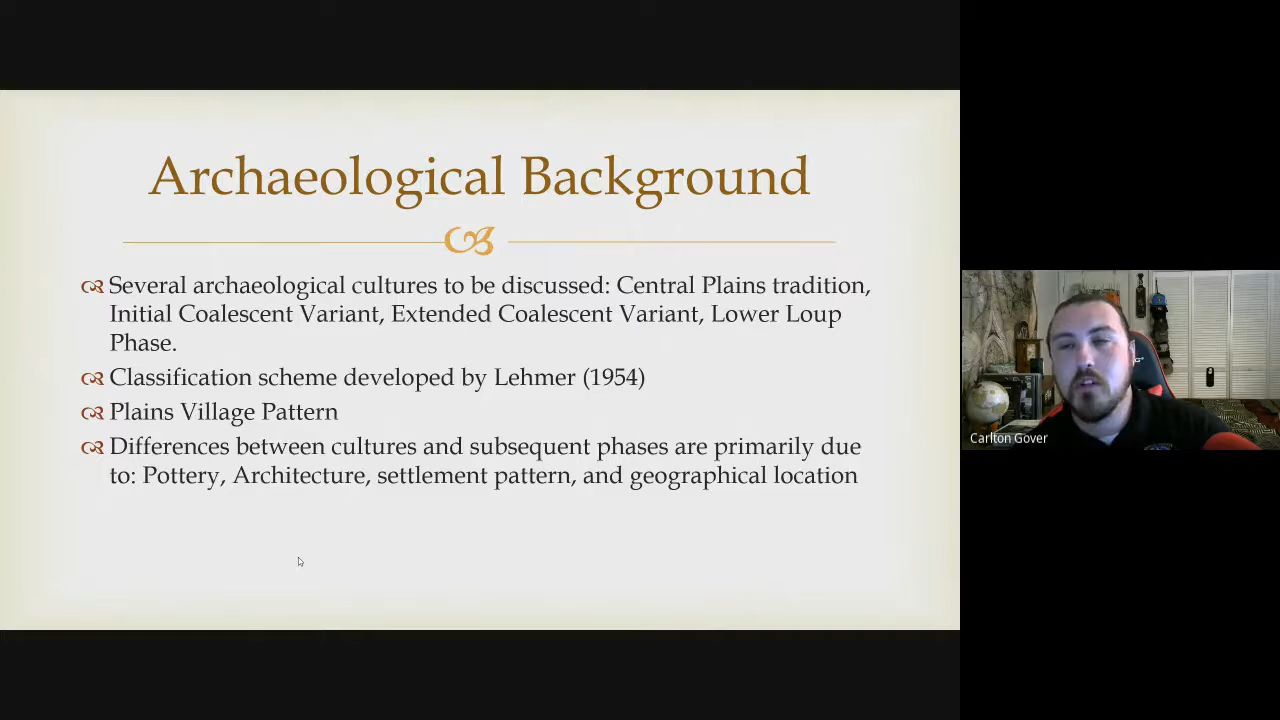 Archaeological Background
Several archaeological cultures to be discussed: Central Plains tradition,
Initial Coalescent Variant, Extended Coalescent Variant, Lower Loup
Phase.
Classification scheme developed by Lehmer (1954)
Plains Village Pattern
Differences between cultures and subsequent phases are primarily due
to: Pottery, Architecture, settlement pattern, and geographical location
Carlton Gover